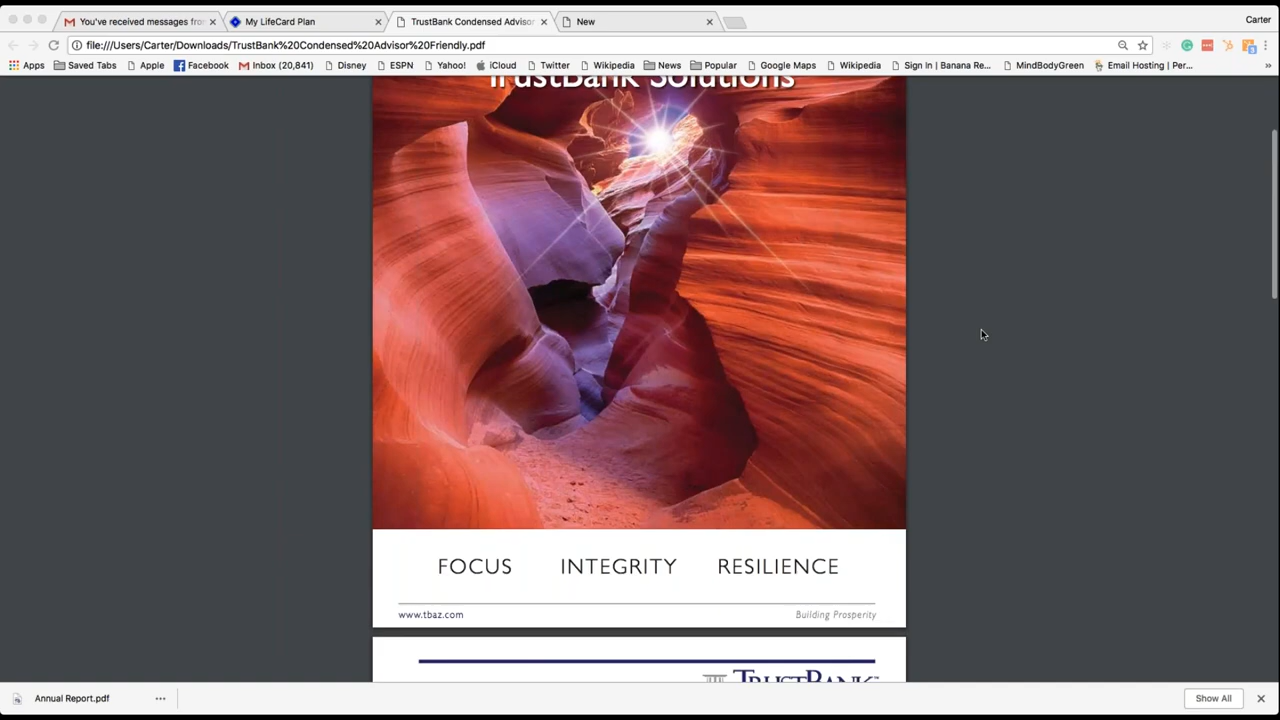 You've received messages fro
My LifeCard Plan
TrustBank Condensed Advisor
New
Carter
file:///Users/Carter/Downloads/TrustBank%20Condensed%20Advisor%20Friendly.pdf
Apps Saved Tabs Apple Facebook Inbox (20,841) Disney ESPN Yahoo! iCloud Twitter Wikipedia News Popular Google Maps Wikipedia Sign In | Banana Re... MindBodyGreen Email Hosting | Per... »
TrustBank Solutions
FOCUS INTEGRITY RESILIENCE
www.tbaz.com Building Prosperity
TRUSTBANK™
Annual Report.pdf
Show All